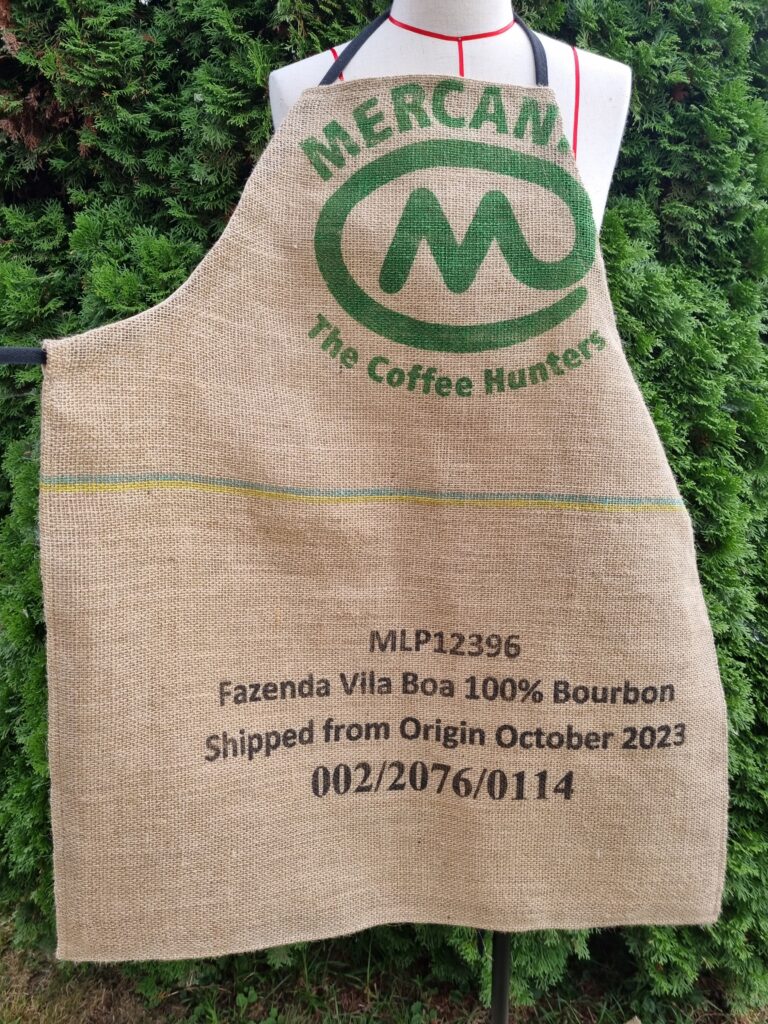 MERCAN
M
The Coffee Hunters
MLP12396
Fazenda Vila Boa 100% Bourbon
Shipped from Origin October 2023
002/2076/0114